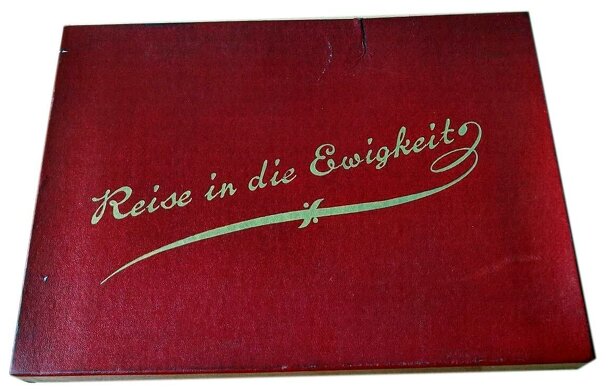 Reise in die Ewigkeit